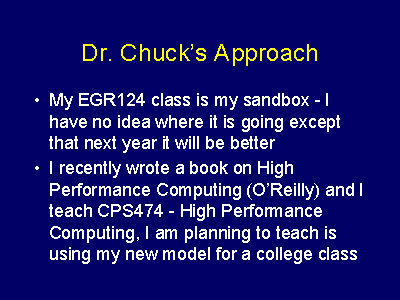 Dr. Chuck's Approach
• My EGR124 class is my sandbox - I
have no idea where it is going except
that next year it will be better
• I recently wrote a book on High
Performance Computing (O'Reilly) and I
teach CPS474 - High Performance
Computing, I am planning to teach is
using my new model for a college class